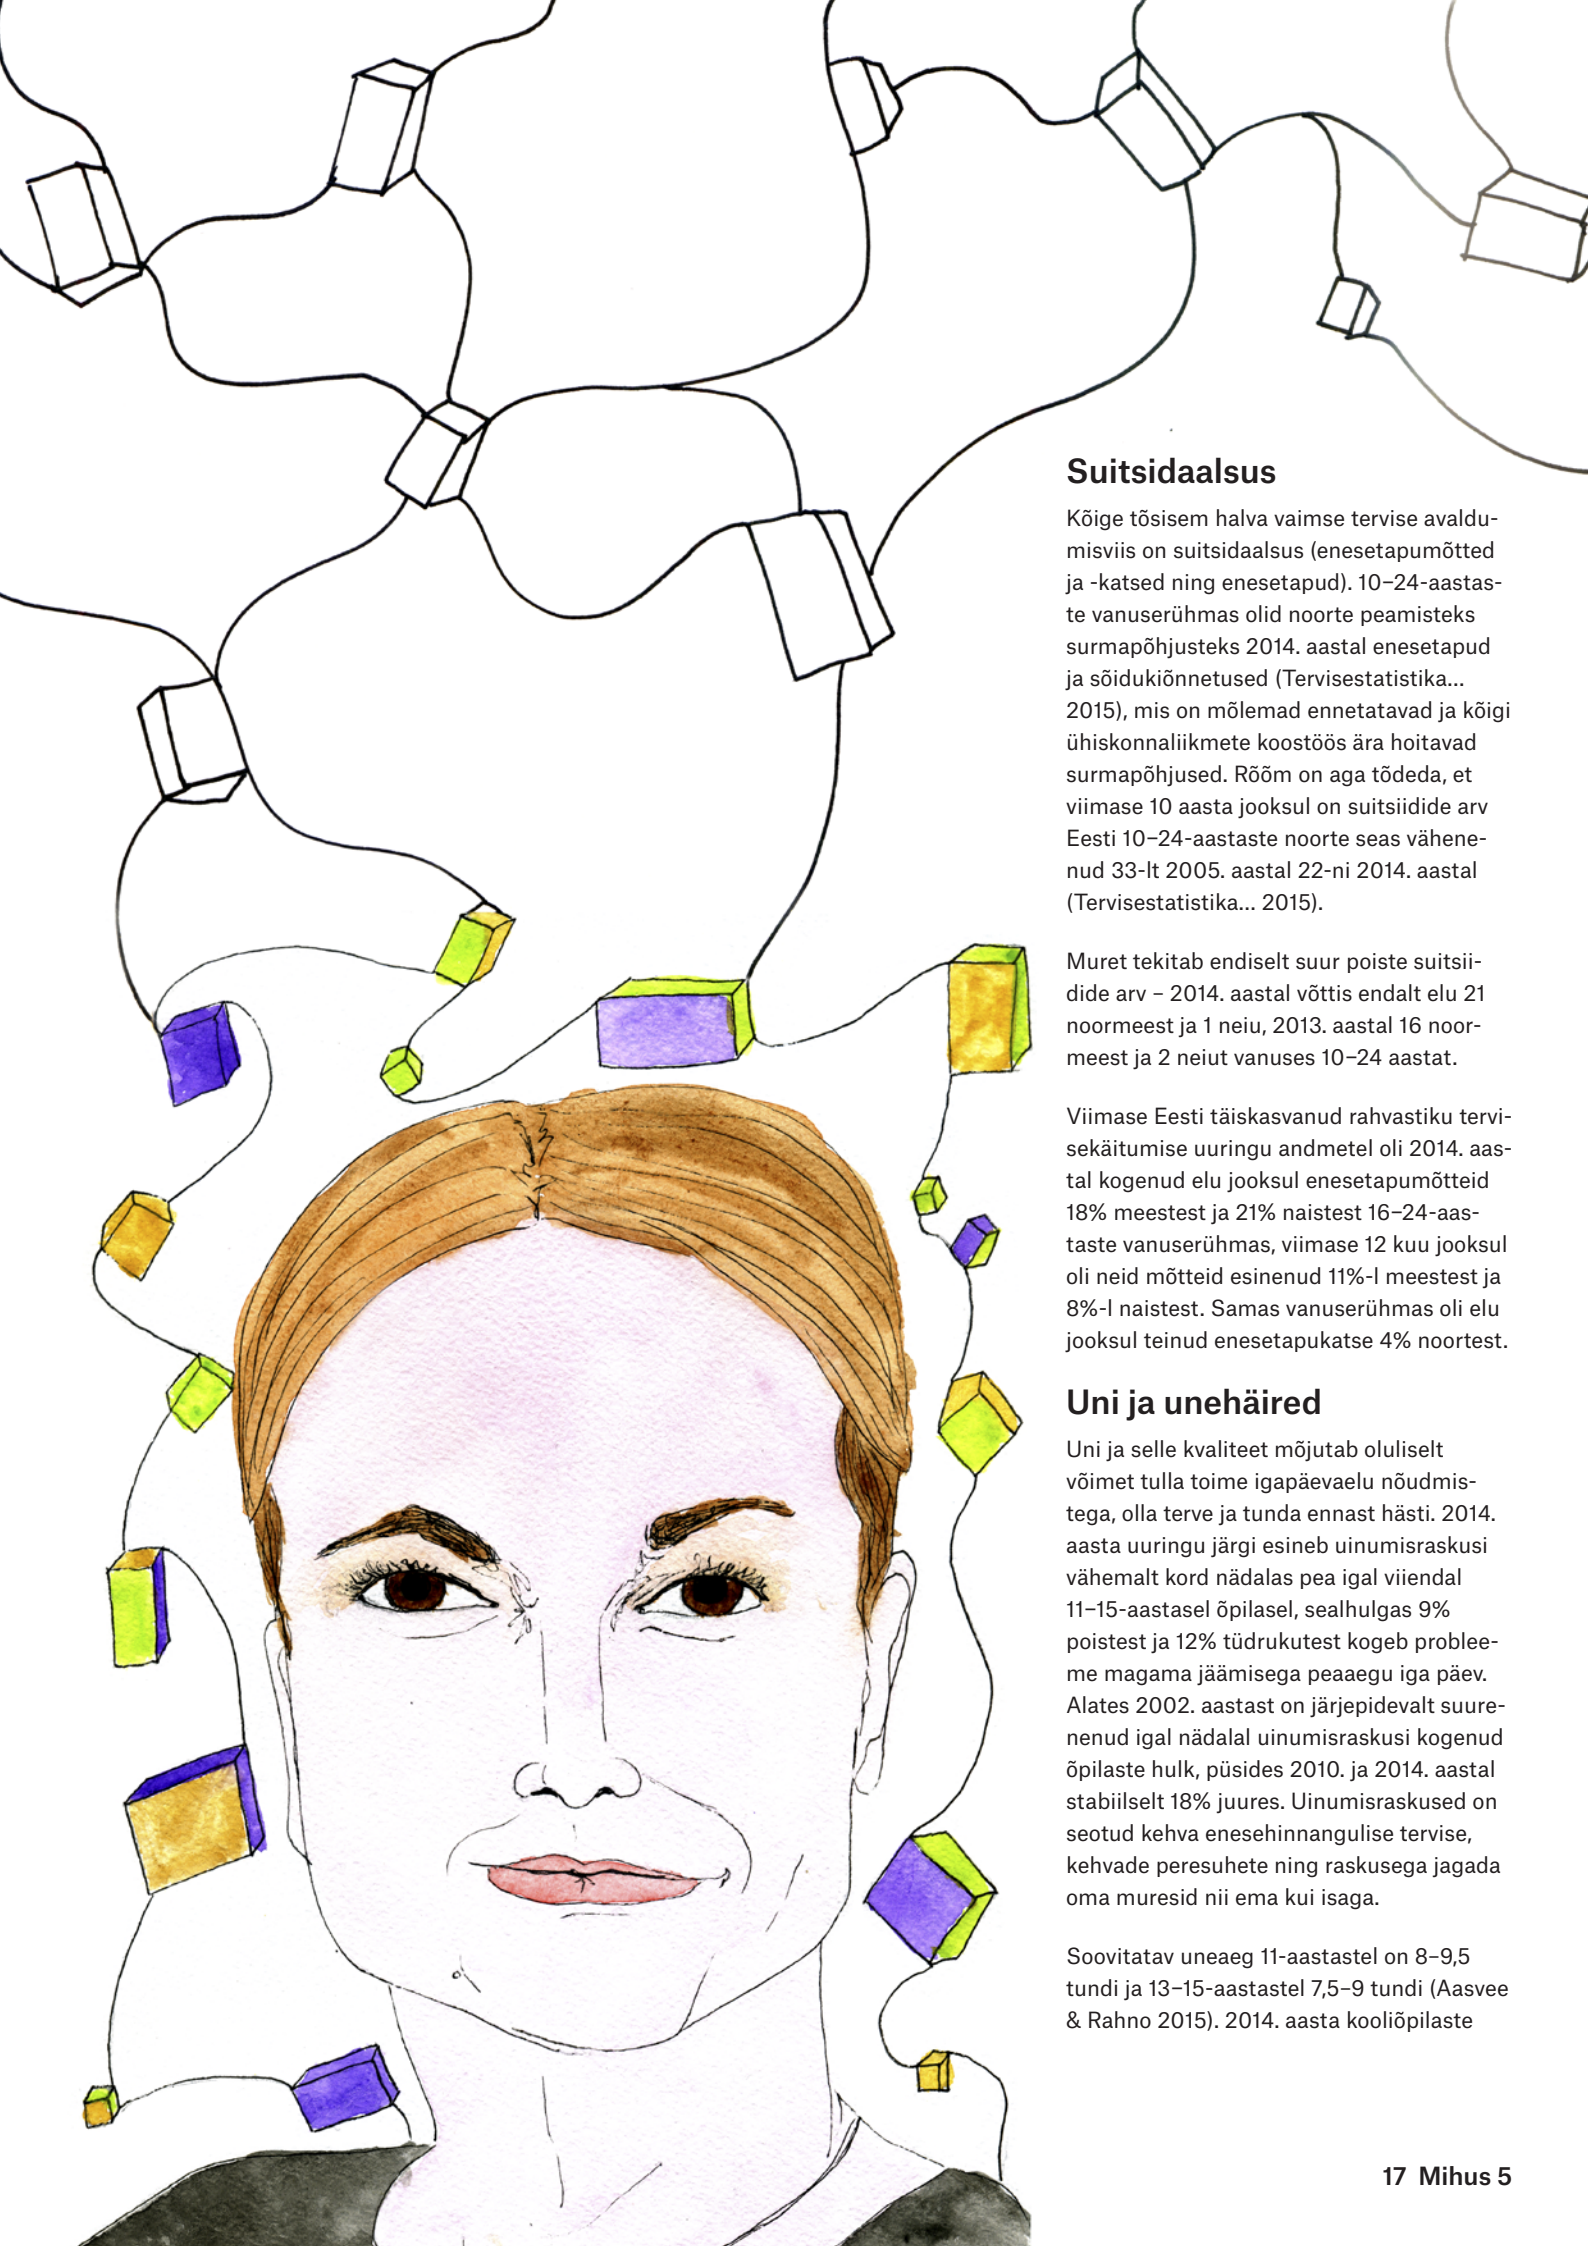 Suitsidaalsus
Kõige tõsisem halva vaimse tervise avaldu-
misviis on suitsidaalsus (enesetapumõtted
ja -katsed ning enesetapud). 10–24-aastas-
te vanuserühmas olid noorte peamisteks
surmapõhjusteks 2014. aastal enesetapud
ja sõidukiõnnetused (Tervisestatistika...
2015), mis on mõlemad ennetatavad ja kõigi
ühiskonnaliikmete koostöös ära hoitavad
surmapõhjused. Rõõm on aga tõdeda, et
viimase 10 aasta jooksul on suitsiidide arv
Eesti 10–24-aastaste noorte seas vähene-
nud 33-lt 2005. aastal 22-ni 2014. aastal
(Tervisestatistika... 2015).
Muret tekitab endiselt suur poiste suitsii-
dide arv – 2014. aastal võttis endalt elu 21
noormeest ja 1 neiu, 2013. aastal 16 noor-
meest ja 2 neiut vanuses 10–24 aastat.
Viimase Eesti täiskasvanud rahvastiku tervi-
sekäitumise uuringu andmetel oli 2014. aas-
tal kogenud elu jooksul enesetapumõtteid
18% meestest ja 21% naistest 16–24-aas-
taste vanuserühmas, viimase 12 kuu jooksul
oli neid mõtteid esinenud 11%-l meestest ja
8%-l naistest. Samas vanuserühmas oli elu
jooksul teinud enesetapukatse 4% noortest.
Uni ja unehäired
Uni ja selle kvaliteet mõjutab oluliselt
võimet tulla toime igapäevaelu nõudmis-
tega, olla terve ja tunda ennast hästi. 2014.
aasta uuringu järgi esineb uinumisraskusi
vähemalt kord nädalas pea igal viiendal
11–15-aastasel õpilasel, sealhulgas 9%
poistest ja 12% tüdrukutest kogeb problee-
me magama jäämisega peaaegu iga päev.
Alates 2002. aastast on järjepidevalt suure-
nenud igal nädalal uinumisraskusi kogenud
õpilaste hulk, püsides 2010. ja 2014. aastal
stabiilselt 18% juures. Uinumisraskused on
seotud kehva enesehinnangulise tervise,
kehvade peresuhete ning raskusega jagada
oma muresid nii ema kui isaga.
Soovitatav uneaeg 11-aastastel on 8–9,5
tundi ja 13–15-aastastel 7,5–9 tundi (Aasvee
& Rahno 2015). 2014. aasta kooliõpilaste
17 Mihus 5